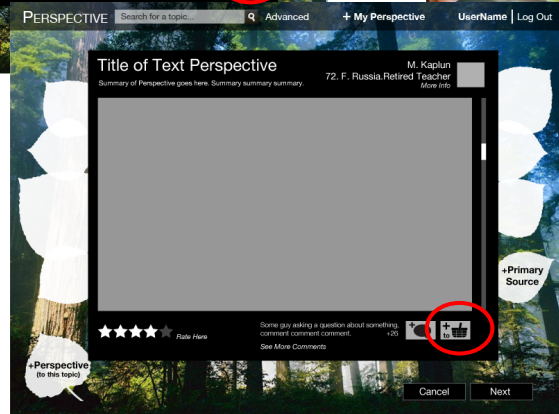 PERSPECTIVE Search for a topic... Advanced + My Perspective UserName | Log Out
Title of Text Perspective
Summary of Perspective goes here. Summary summary summary.
M. Kaplun
72. F. Russia.Retired Teacher
More Info
+Primary
Source
Rate Here
Some guy asking a question about something.
comment comment comment. +26
See More Comments
+
+
to
+Perspective
(to this topic)
Cancel Next